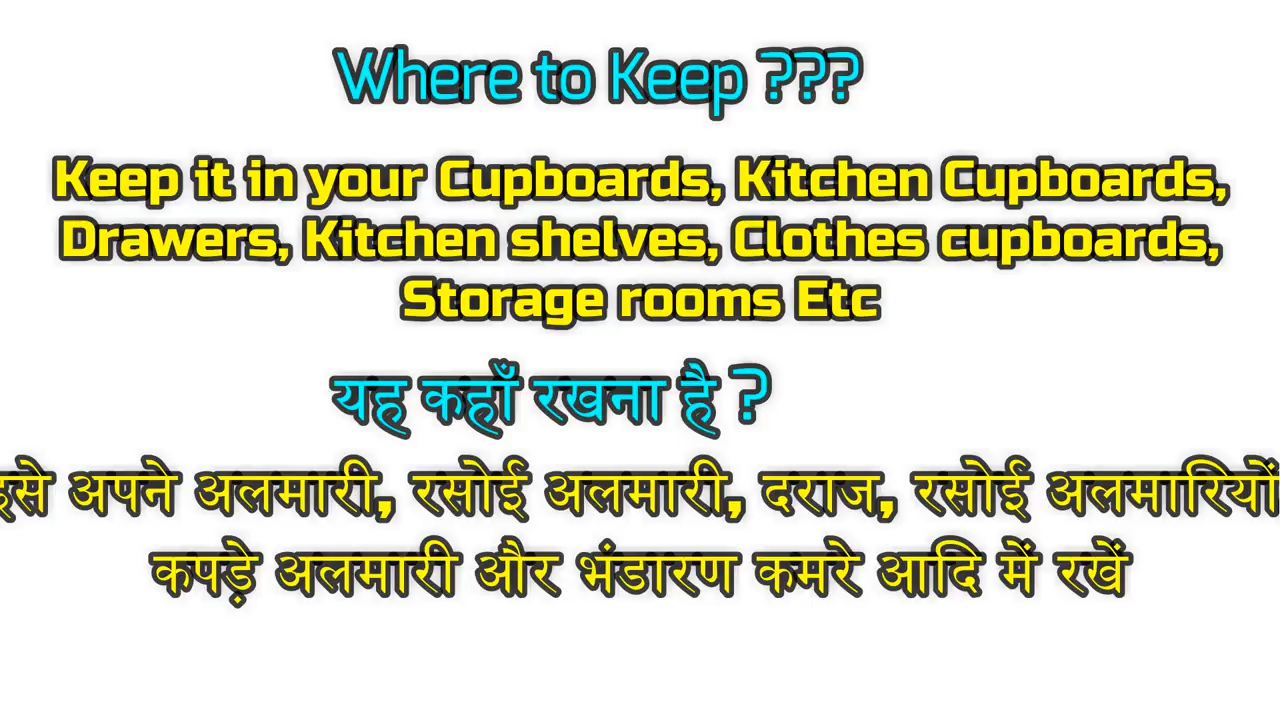 Where to Keep ???
Keep it in your Cupboards, Kitchen Cupboards,
Drawers, Kitchen shelves, Clothes cupboards,
Storage rooms Etc
यह कहाँ रखना है ?
इसे अपने अलमारी, रसोई अलमारी, दराज, रसोई अलमारियों
कपड़े अलमारी और भंडारण कमरे आदि में रखें